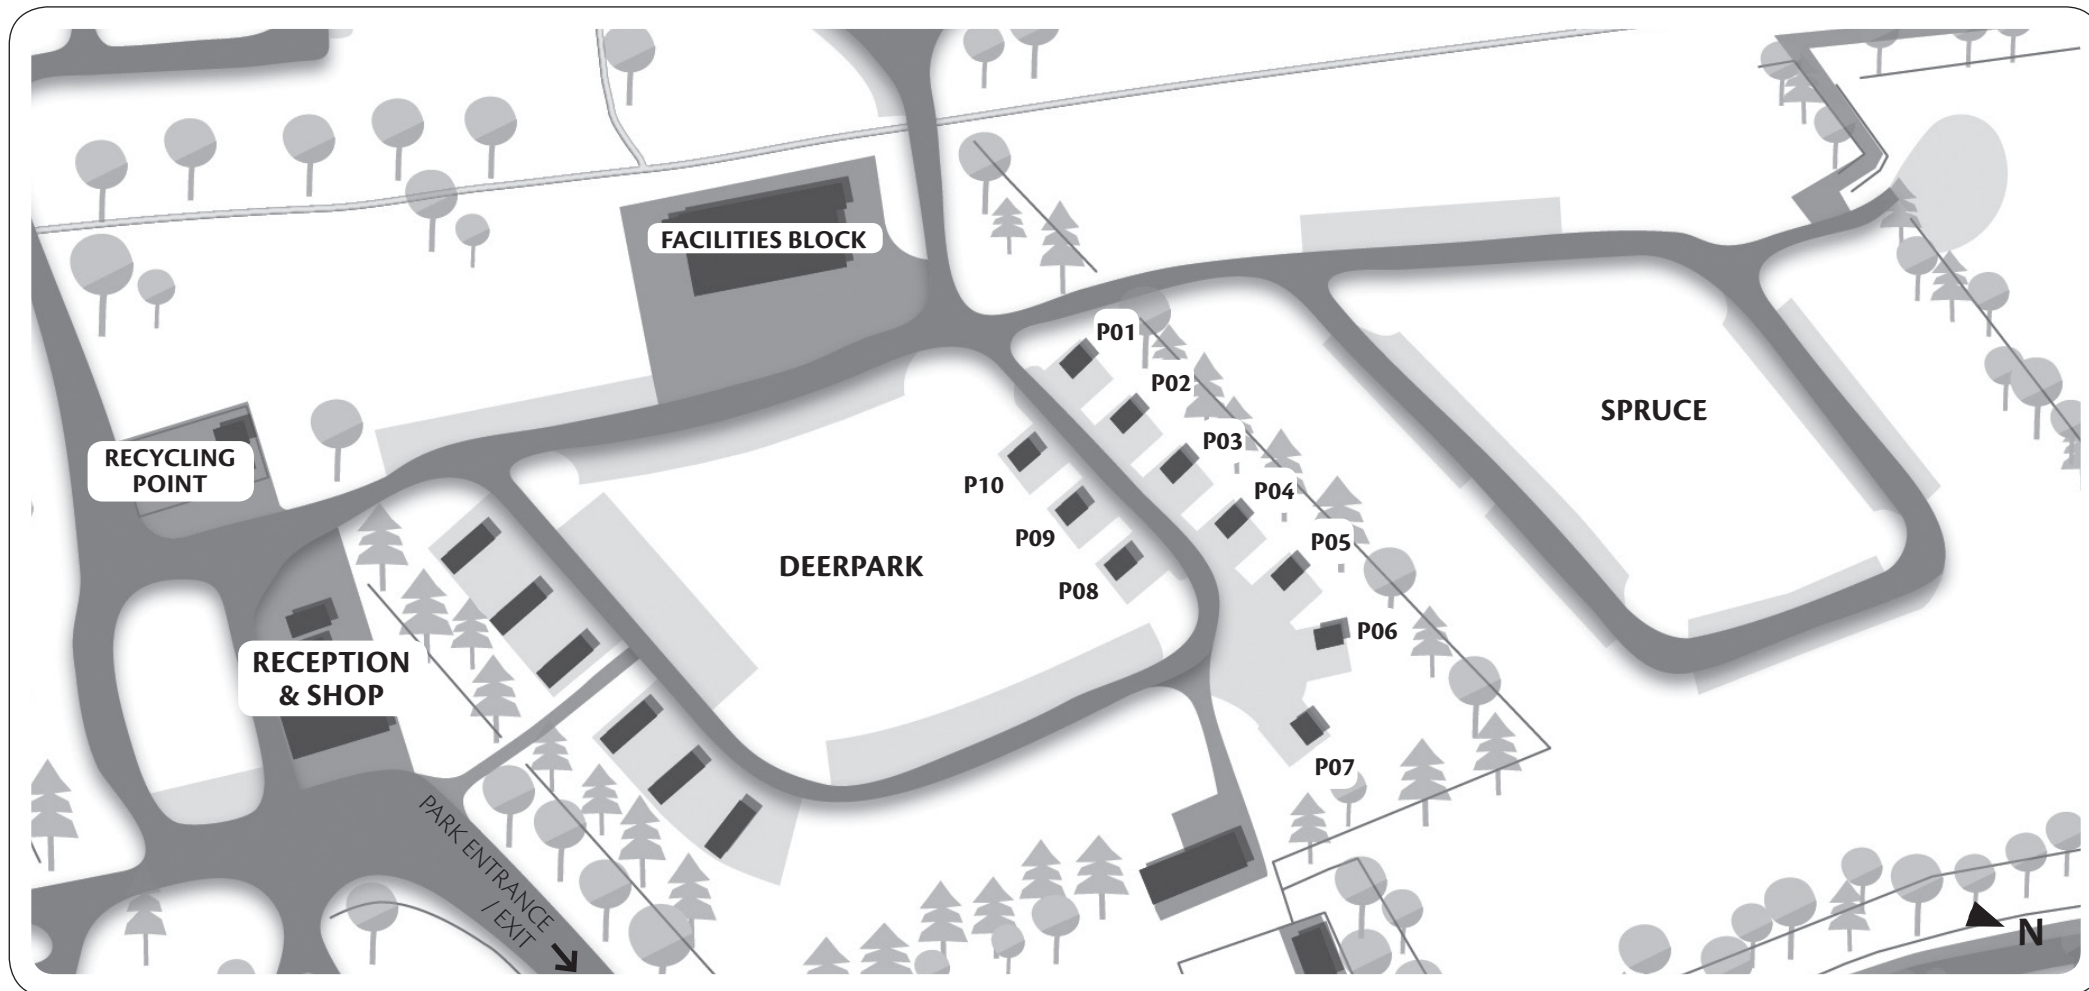 FACILITIES BLOCK
P01
P02
SPRUCE
P03
RECYCLING
POINT
P10
P04
P09
P05
DEERPARK
P08
P06
RECEPTION
& SHOP
P07
PARK ENTRANCE
/ EXIT
N